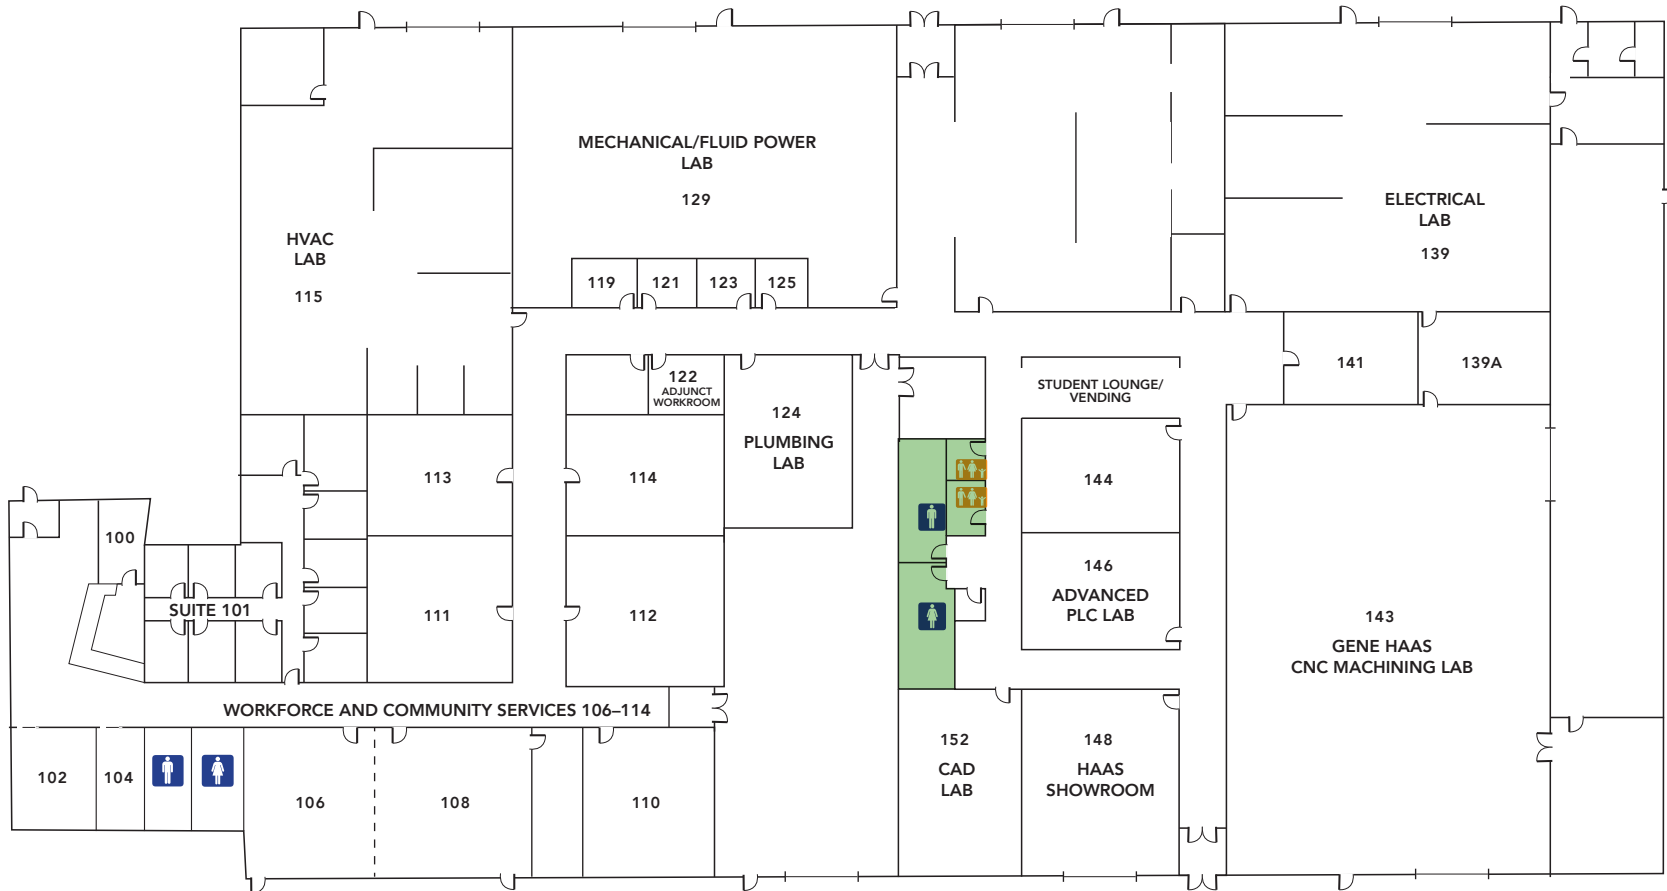 MECHANICAL/FLUID POWER
LAB
129
ELECTRICAL
LAB
139
HVAC
LAB
115
119
121
123
125
122
ADJUNCT
WORKROOM
141
139A
STUDENT LOUNGE/
VENDING
124
PLUMBING
LAB
113
114
144
100
146
ADVANCED
PLC LAB
SUITE 101
111
112
143
GENE HAAS
CNC MACHINING LAB
WORKFORCE AND COMMUNITY SERVICES 106–114
152
CAD
LAB
148
HAAS
SHOWROOM
102
104
106
108
110